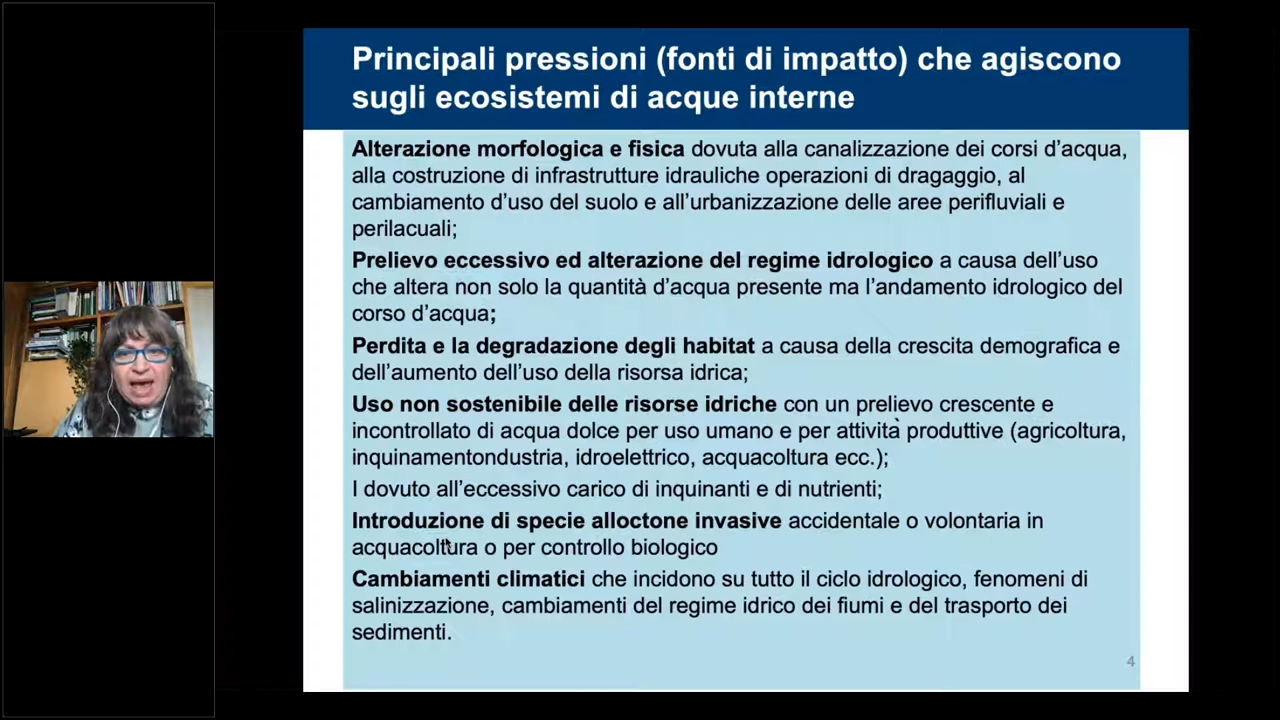 Principali pressioni (fonti di impatto) che agiscono
sugli ecosistemi di acque interne
Alterazione morfologica e fisica dovuta alla canalizzazione dei corsi d'acqua,
alla costruzione di infrastrutture idrauliche operazioni di dragaggio, al
cambiamento d'uso del suolo e all'urbanizzazione delle aree perifluviali e
perilacuali;
Prelievo eccessivo ed alterazione del regime idrologico a causa dell'uso
che altera non solo la quantità d'acqua presente ma l'andamento idrologico del
corso d'acqua;
Perdita e la degradazione degli habitat a causa della crescita demografica e
dell'aumento dell'uso della risorsa idrica;
Uso non sostenibile delle risorse idriche con un prelievo crescente e
incontrollato di acqua dolce per uso umano e per attività produttive (agricoltura,
inquinamentondustria, idroelettrico, acquacoltura ecc.);
I dovuto all'eccessivo carico di inquinanti e di nutrienti;
Introduzione di specie alloctone invasive accidentale o volontaria in
acquacoltura o per controllo biologico
Cambiamenti climatici che incidono su tutto il ciclo idrologico, fenomeni di
salinizzazione, cambiamenti del regime idrico dei fiumi e del trasporto dei
sedimenti.
4